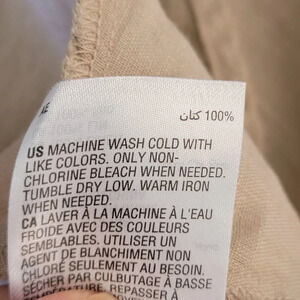 AE 100% كتان
US MACHINE WASH COLD WITH
LIKE COLORS. ONLY NON-
CHLORINE BLEACH WHEN NEEDED.
TUMBLE DRY LOW. WARM IRON
WHEN NEEDED.
CA LAVER À LA MACHINE À L'EAU
FROIDE AVEC DES COULEURS
SEMBLABLES. UTILISER UN
AGENT DE BLANCHIMENT NON
CHLORÉ SEULEMENT AU BESOIN.
SÉCHER PAR CULBUTAGE À BASSE
REPASSER À